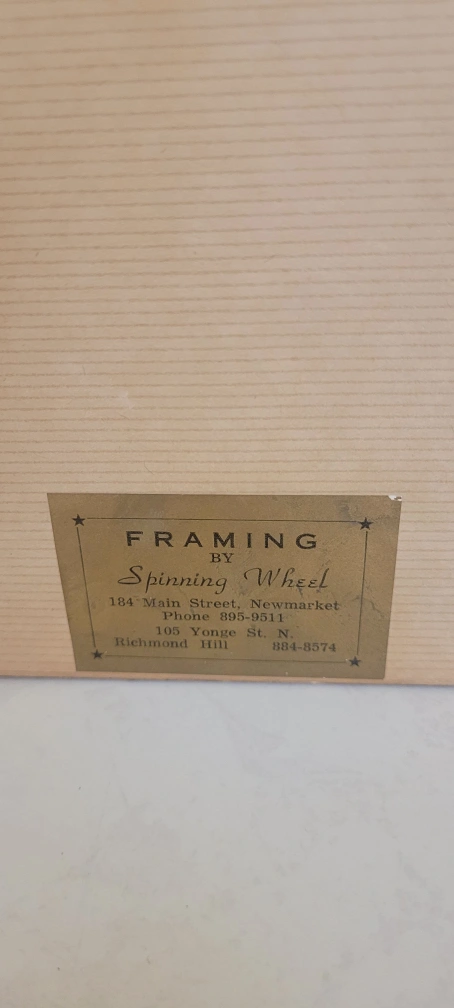 FRAMING
BY
Spinning Wheel
184 Main Street, Newmarket
Phone 895-9511
105 Yonge St. N.
Richmond Hill 884-8574